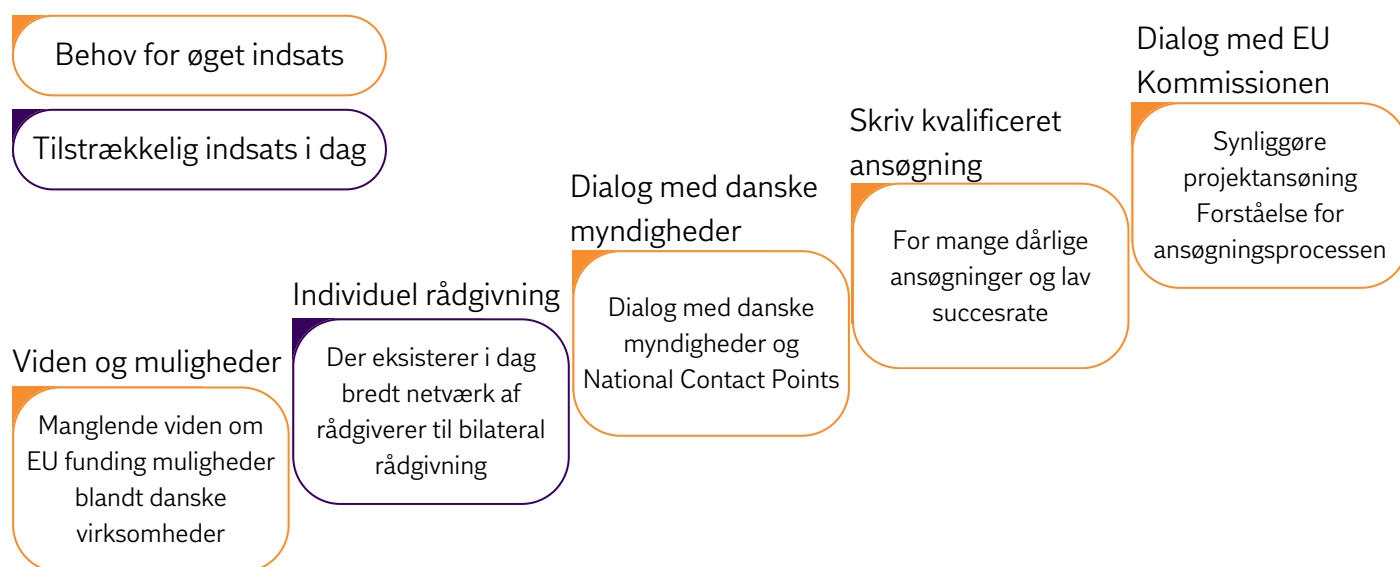 Behov for øget indsats
Tilstrækkelig indsats i dag
Viden og muligheder
Manglende viden om
EU funding muligheder
blandt danske
virksomheder
Individuel rådgivning
Der eksisterer i dag
bredt netværk af
rådgiverer til bilateral
rådgivning
Dialog med danske
myndigheder
Dialog med danske
myndigheder og
National Contact Points
Skriv kvalificeret
ansøgning
For mange dårlige
ansøgninger og lav
succesrate
Dialog med EU
Kommissionen
Synliggøre
projektansøning
Forståelse for
ansøgningsprocessen